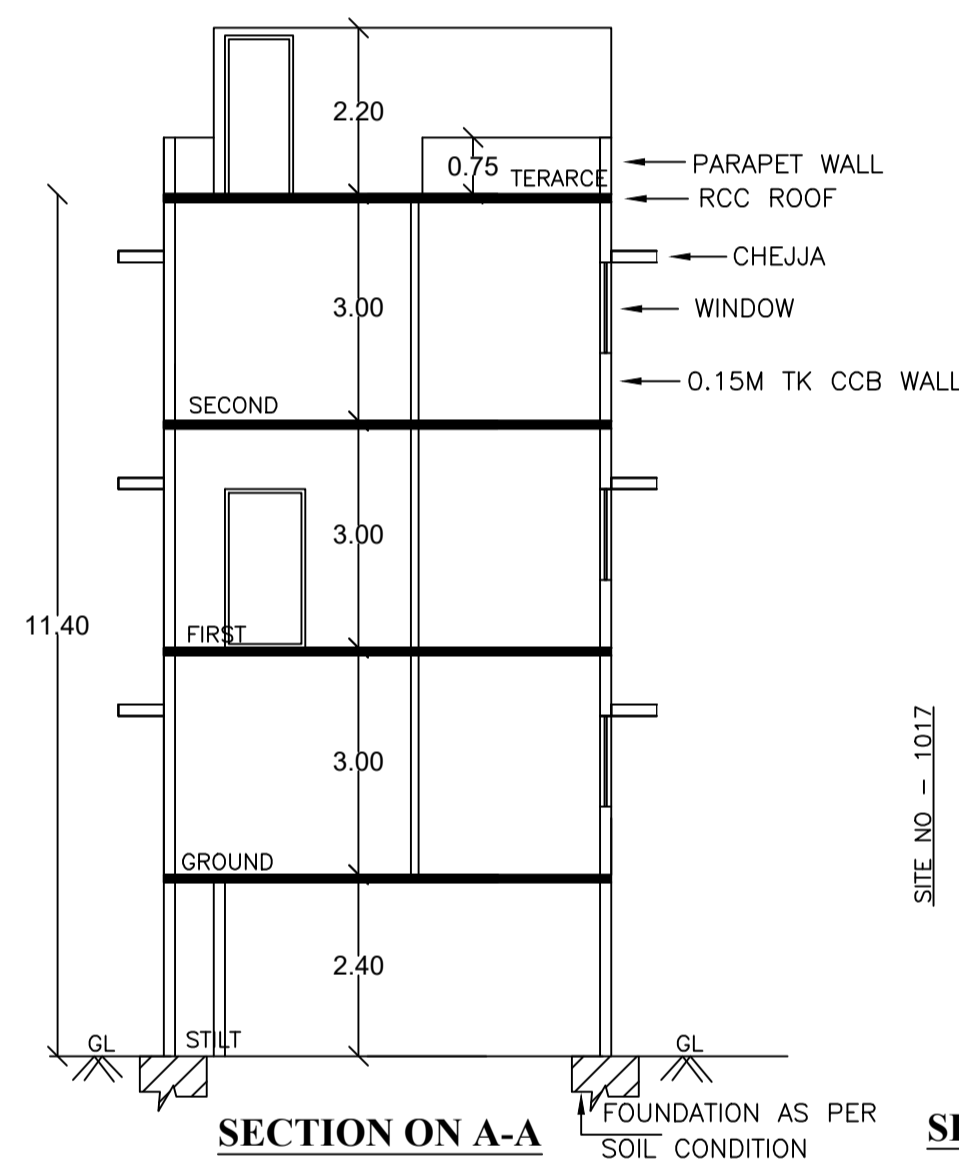 2.20
0.75
TERARCE
PARAPET WALL
RCC ROOF
CHEJJA
3.00
WINDOW
0.15M TK CCB WALL
SECOND
3.00
11.40
FIRST
3.00
SITE NO - 1017
GROUND
2.40
STILT
GL
GL
FOUNDATION AS PER
SOIL CONDITION
SECTION ON A-A